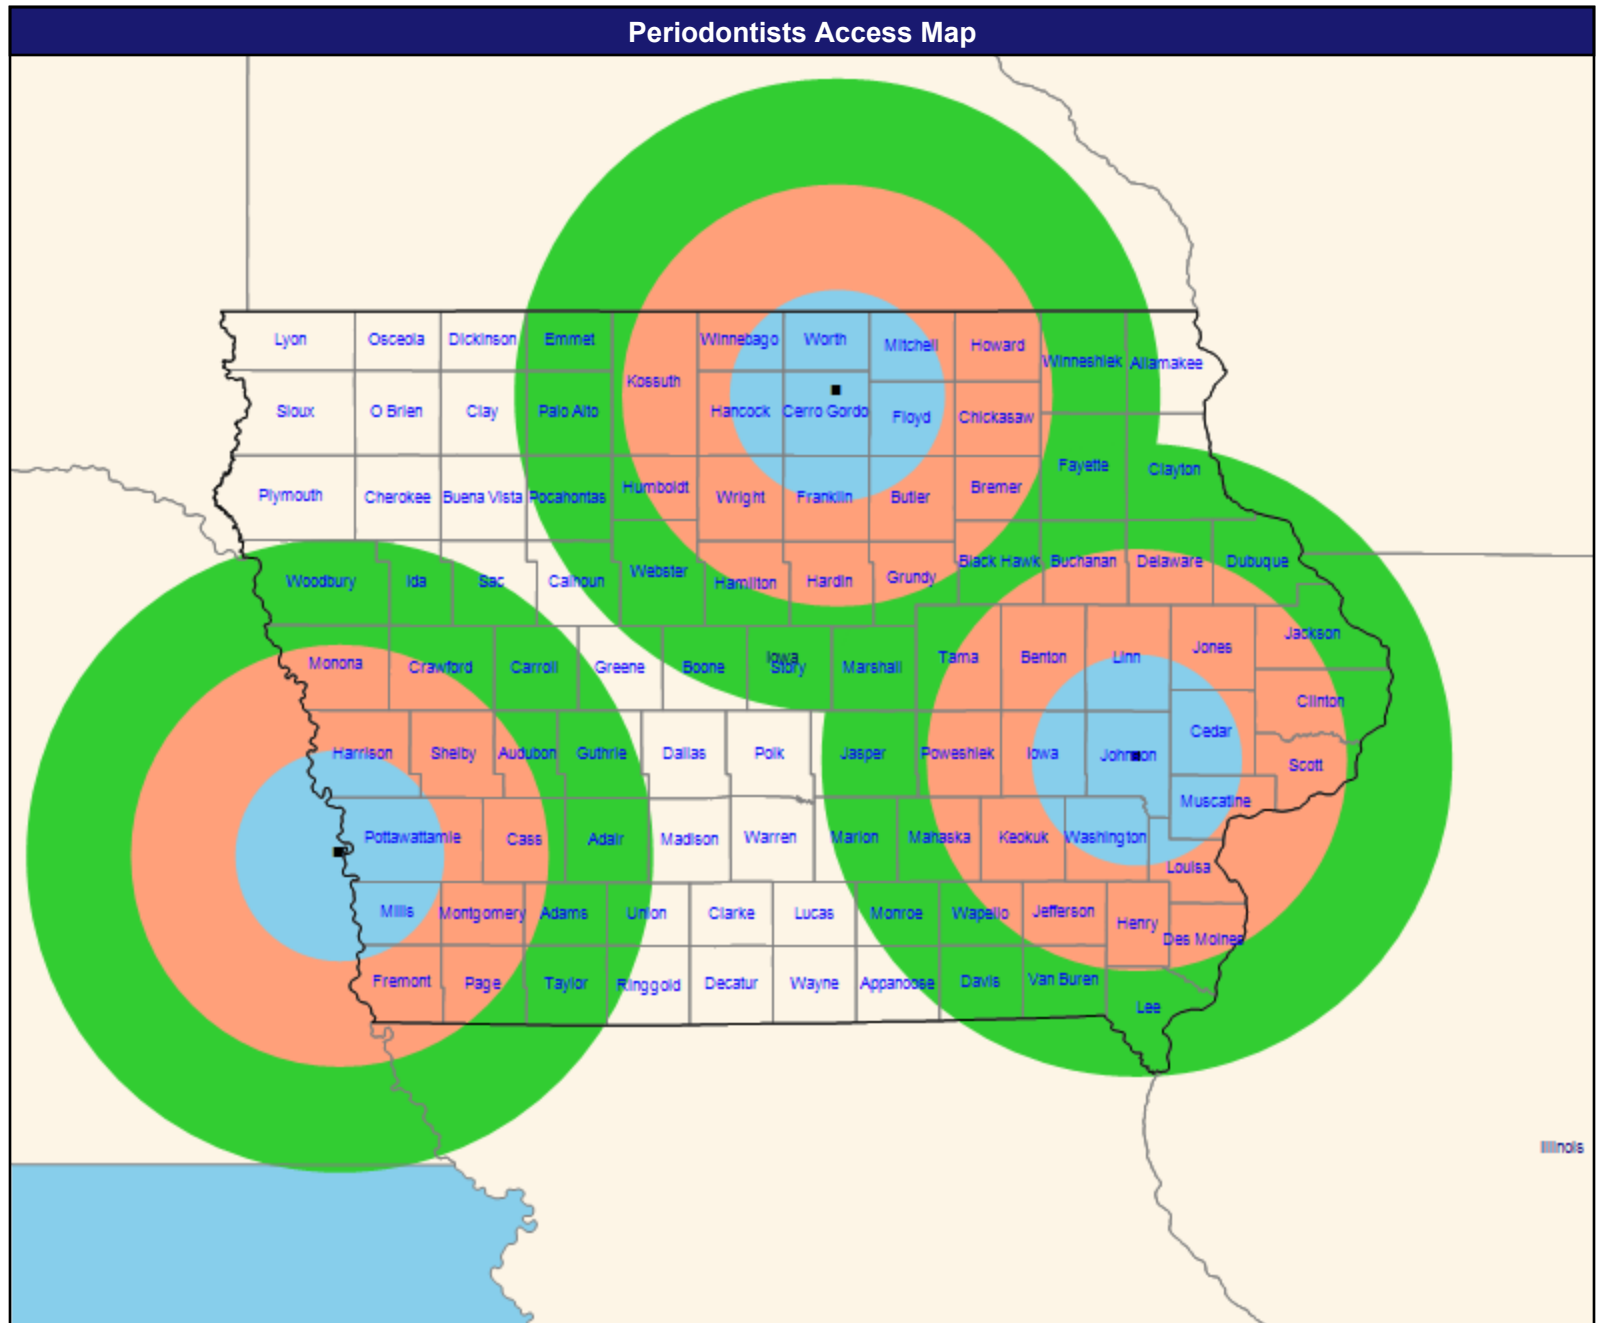 Periodontists Access Map
Lyon Osceola Dickinson Emmet Winnebago Worth Mitchell Howard Winneshiek Allamakee
Kossuth
Sioux O Brien Clay Palo Alto Hancock Cerro Gordo Floyd Chickasaw
Fayette Clayton
Plymouth Cherokee Buena Vista Pocahontas Humboldt Wright Franklin Butler Bremer
Woodbury Ida Sac Calhoun Webster Hamilton Hardin Grundy Black Hawk Buchanan Delaware Dubuque
Jackson
Monona Crawford Carroll Greene Boone Iowa Story Marshall Tama Benton Linn Jones
Clinton
Harrison Shelby Audubon Guthrie Dallas Polk Jasper Poweshiek Iowa Johnson Cedar Scott
Muscatine
Pottawattamie Cass Adair Madison Warren Marion Mahaska Keokuk Washington
Louisa
Mills Montgomery Adams Union Clarke Lucas Monroe Wapello Jefferson Henry
Des Moines
Fremont Page Taylor Ringgold Decatur Wayne Appanoose Davis Van Buren Lee
Illinois